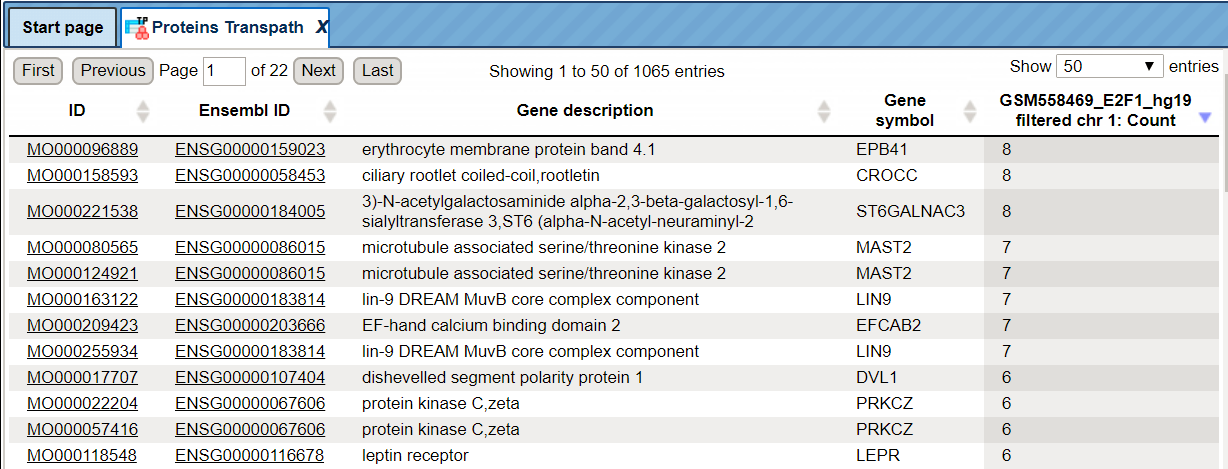 Start page Proteins Transpath X
First Previous Page 1 of 22 Next Last Showing 1 to 50 of 1065 entries Show 50 entries
ID Ensembl ID Gene description Gene symbol GSM558469_E2F1_hg19 filtered chr 1: Count
MO000096889 ENSG00000159023 erythrocyte membrane protein band 4.1 EPB41 8
MO000158593 ENSG00000058453 ciliary rootlet coiled-coil,rootletin CROCC 8
MO000221538 ENSG00000184005 3)-N-acetylgalactosaminide alpha-2,3-beta-galactosyl-1,6-
sialyltransferase 3,ST6 (alpha-N-acetyl-neuraminyl-2 ST6GALNAC3 8
MO000080565 ENSG00000086015 microtubule associated serine/threonine kinase 2 MAST2 7
MO000124921 ENSG00000086015 microtubule associated serine/threonine kinase 2 MAST2 7
MO000163122 ENSG00000183814 lin-9 DREAM MuvB core complex component LIN9 7
MO000209423 ENSG00000203666 EF-hand calcium binding domain 2 EFCAB2 7
MO000255934 ENSG00000183814 lin-9 DREAM MuvB core complex component LIN9 7
MO000017707 ENSG00000107404 dishevelled segment polarity protein 1 DVL1 6
MO000022204 ENSG00000067606 protein kinase C,zeta PRKCZ 6
MO000057416 ENSG00000067606 protein kinase C,zeta PRKCZ 6
MO000118548 ENSG00000116678 leptin receptor LEPR 6